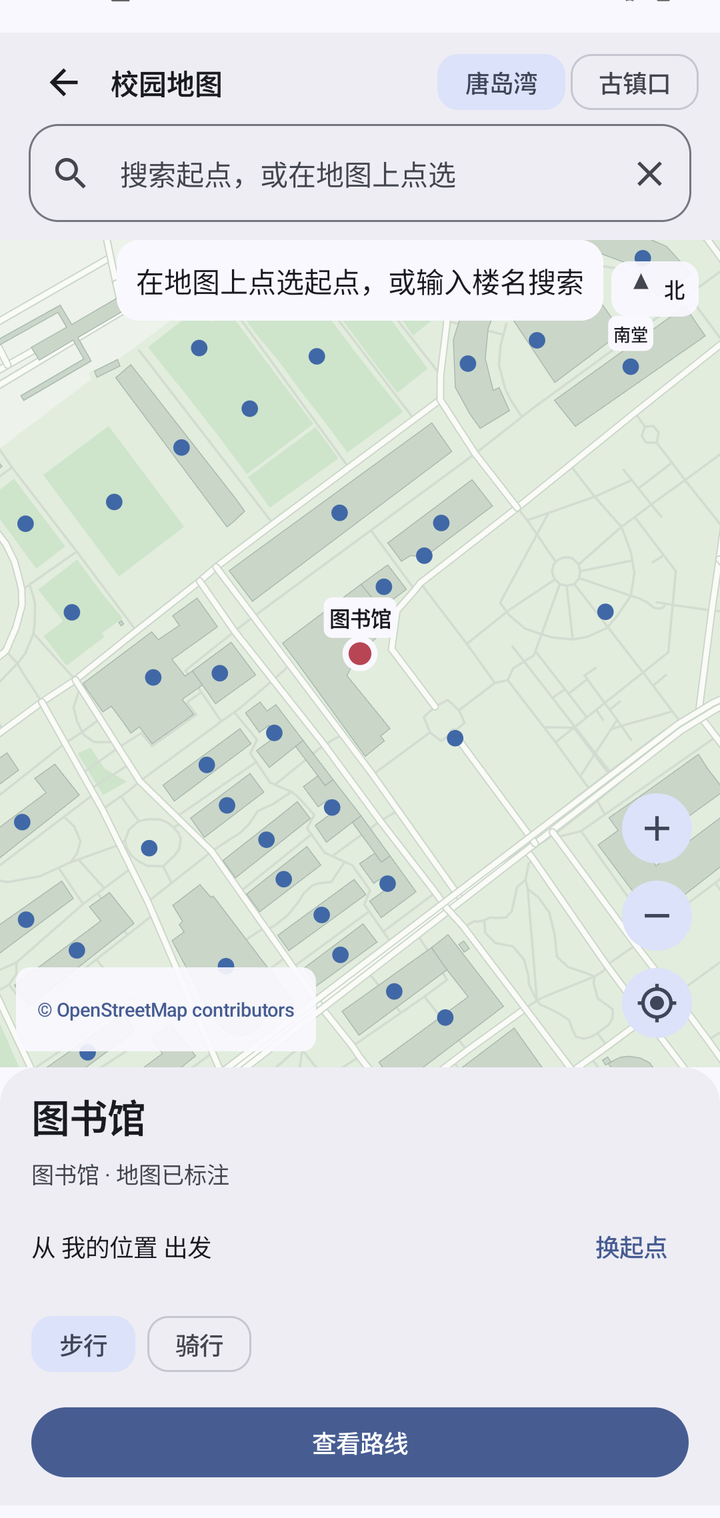 校园地图
唐岛湾
古镇口
搜索起点，或在地图上点选
在地图上点选起点，或输入楼名搜索
北
南堂
图书馆
© OpenStreetMap contributors
图书馆
图书馆 · 地图已标注
从 我的位置 出发
换起点
步行
骑行
查看路线